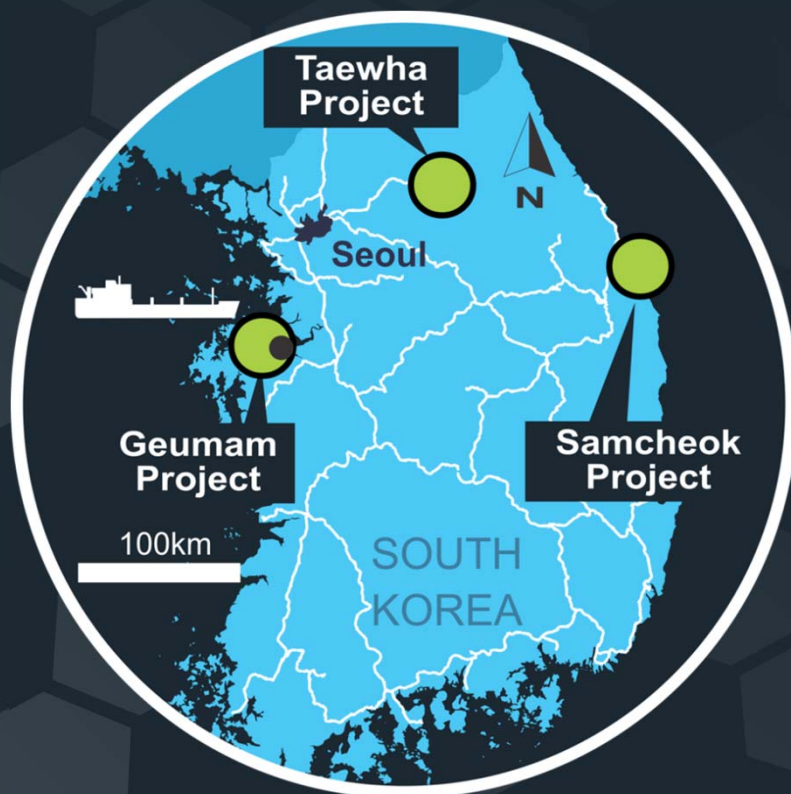 Taewha
Project
N
Seoul
Geumam
Project
Samcheok
Project
100km
SOUTH
KOREA